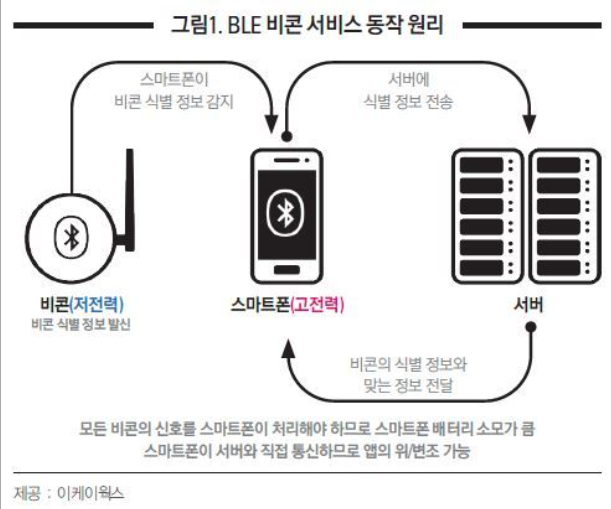 그림1. BLE 비콘 서비스 동작 원리
스마트폰이
비콘 식별 정보 감지
서버에
식별 정보 전송
비콘(저전력)
비콘 식별 정보 발신
스마트폰(고전력)
서버
비콘의 식별 정보와
맞는 정보 전달
모든 비콘의 신호를 스마트폰이 처리해야 하므로 스마트폰 배터리 소모가 큼
스마트폰이 서버와 직접 통신하므로 앱의 위/변조 가능
제공 : 이케이웍스